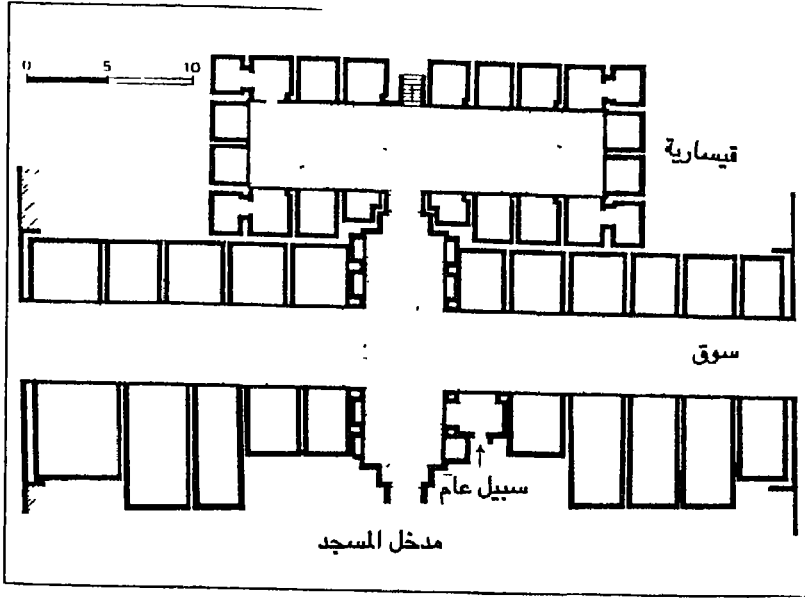 0 5 10
قيسارية
سوق
سبيل عام
مدخل المسجد